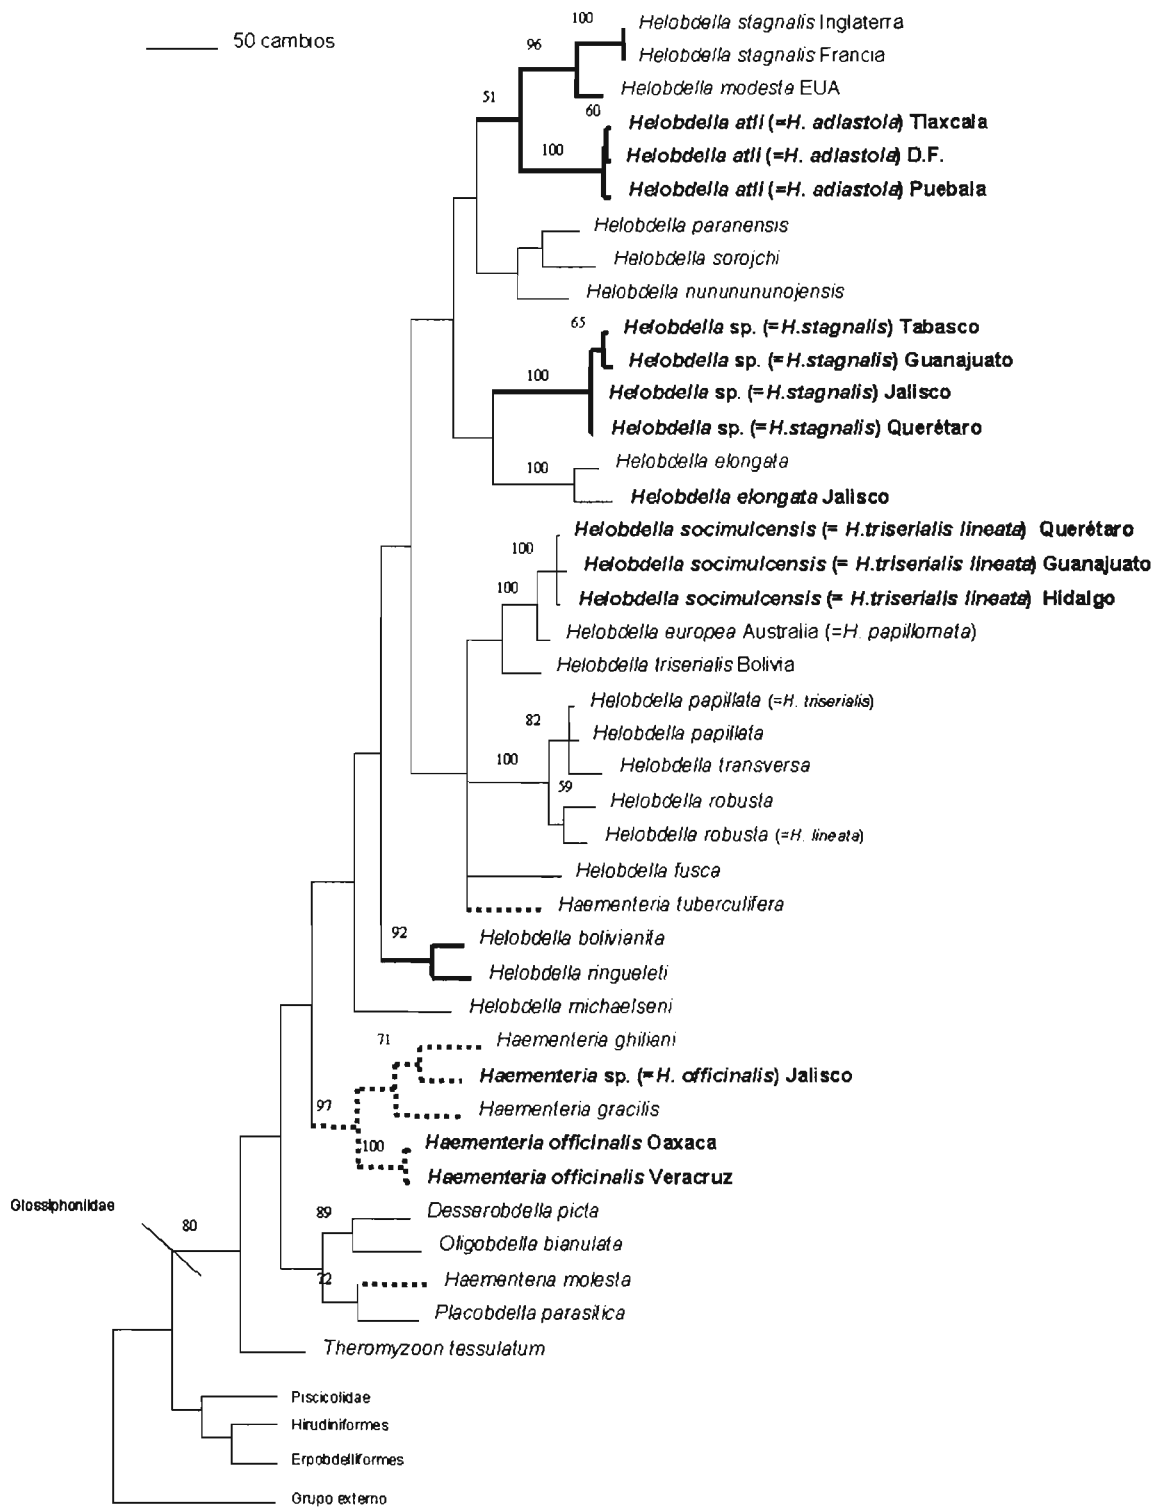 50 cambios
100
Helobdella stagnalis Inglaterra
96
Helobdella stagnalis Francia
Helobdella modesta EUA
51
60
Helobdella atli (=H. adiastola) Tlaxcala
100
Helobdella atli (=H. adiastola) D.F.
Helobdella atli (=H. adiastola) Puebala
Helobdella paranensis
Helobdella sorojchi
Helobdella nununununojensis
65
Helobdella sp. (=H.stagnalis) Tabasco
Helobdella sp. (=H.stagnalis) Guanajuato
100
Helobdella sp. (=H.stagnalis) Jalisco
Helobdella sp. (=H.stagnalis) Querétaro
Helobdella elongata
100
Helobdella elongata Jalisco
Helobdella socimulcensis (= H.triserialis lineata) Querétaro
100
Helobdella socimulcensis (= H.triserialis lineata) Guanajuato
100
Helobdella socimulcensis (= H.triserialis lineata) Hidalgo
Helobdella europea Australia (=H. papillornata)
Helobdella triserialis Bolivia
Helobdella papillata (=H. triserialis)
82
Helobdella papillata
100
Helobdella transversa
59
Helobdella robusta
Helobdella robusta (=H. lineata)
Helobdella fusca
Haementeria tuberculifera
92
Helobdella bolivianita
Helobdella ringueleti
Helobdella michaelseni
71
Haementeria ghiliani
Haementeria sp. (=H. officinalis) Jalisco
97
Haementeria gracilis
100
Haementeria officinalis Oaxaca
Haementeria officinalis Veracruz
Glossiphoniidae
80
89
Desserobdella picta
Oligobdella bianulata
72
Haementeria molesta
Placobdella parasitica
Theromyzoon tessulatum
Piscicolidae
Hirudiniformes
Erpobdelliformes
Grupo externo